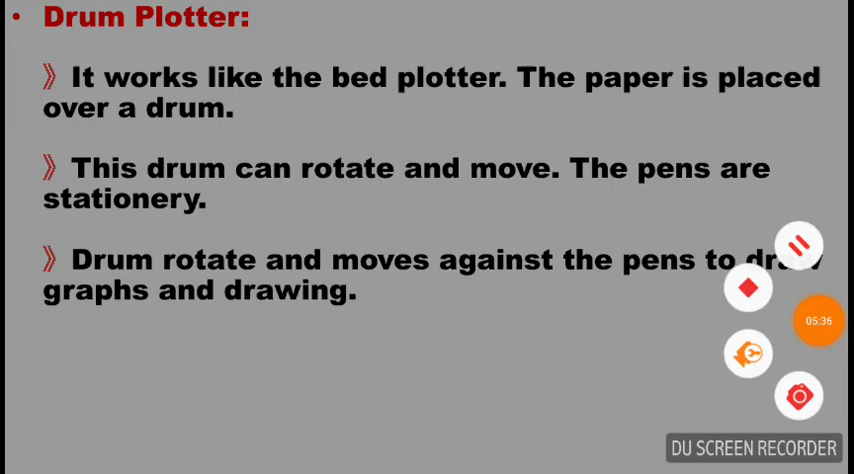 • Drum Plotter:
》It works like the bed plotter. The paper is placed
over a drum.
》This drum can rotate and move. The pens are
stationery.
》Drum rotate and moves against the pens to draw
graphs and drawing.
05:36
DU SCREEN RECORDER